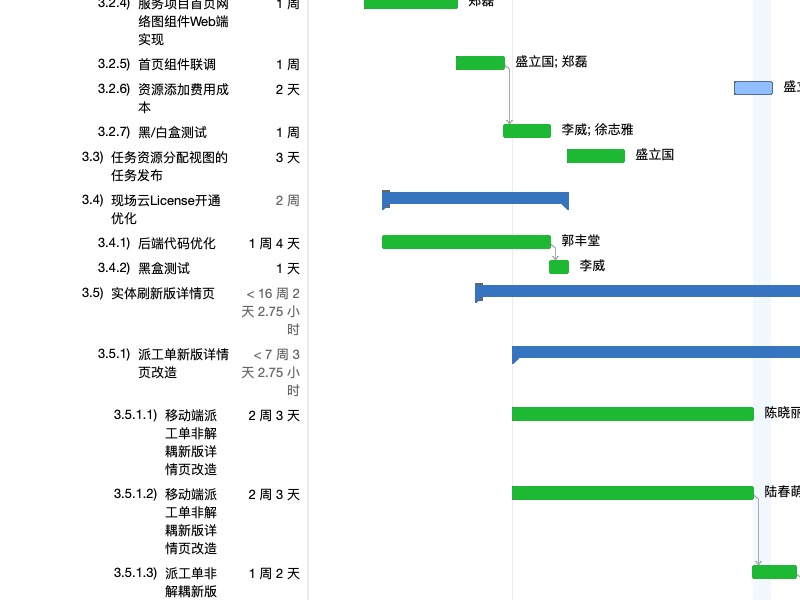 3.2.4) 服务项目首页网 1 周 郑磊
络图组件Web端
实现
3.2.5) 首页组件联调 1 周 盛立国; 郑磊
3.2.6) 资源添加费用成 2 天
本
3.2.7) 黑/白盒测试 1 周 李威; 徐志雅
3.3) 任务资源分配视图的 3 天 盛立国
任务发布
3.4) 现场云License开通 2 周
优化
3.4.1) 后端代码优化 1 周 4 天 郭丰堂
3.4.2) 黑盒测试 1 天 李威
3.5) 实体刷新版详情页 < 16 周 2
天 2.75 小
时
3.5.1) 派工单新版详情 < 7 周 3
页改造 天 2.75 小
时
3.5.1.1) 移动端派 2 周 3 天 陈晓丽
工单非解
耦新版详
情页改造
3.5.1.2) 移动端派 2 周 3 天 陆春萌
工单非解
耦新版详
情页改造
3.5.1.3) 派工单非 1 周 2 天
解耦新版